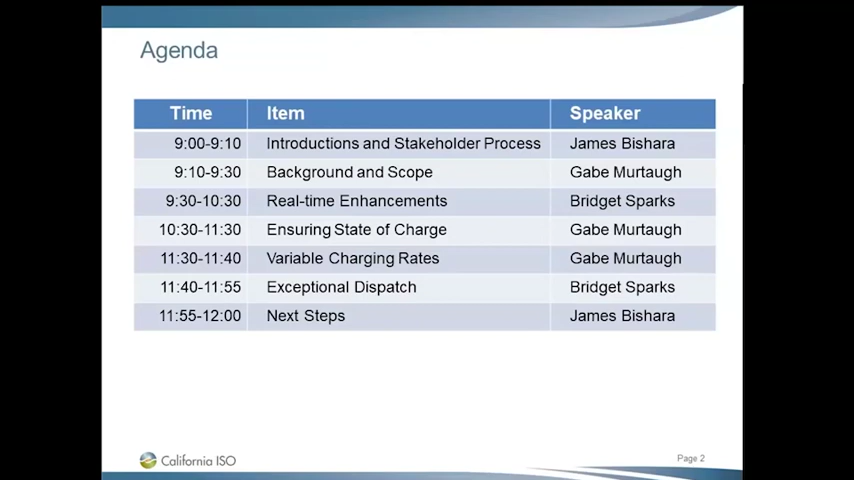 Agenda
Time Item Speaker
9:00-9:10 Introductions and Stakeholder Process James Bishara
9:10-9:30 Background and Scope Gabe Murtaugh
9:30-10:30 Real-time Enhancements Bridget Sparks
10:30-11:30 Ensuring State of Charge Gabe Murtaugh
11:30-11:40 Variable Charging Rates Gabe Murtaugh
11:40-11:55 Exceptional Dispatch Bridget Sparks
11:55-12:00 Next Steps James Bishara
California ISO Page 2